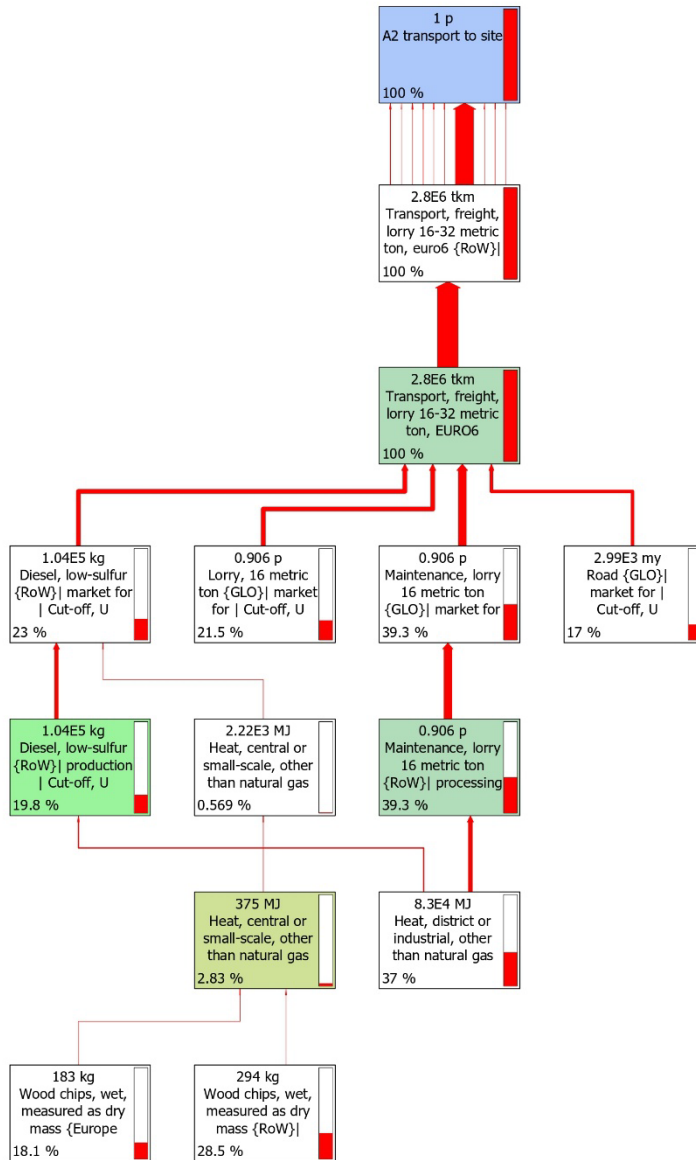 1 p
A2 transport to site
100 %
2.8E6 tkm
Transport, freight,
lorry 16-32 metric
ton, euro6 {RoW}|
100 %
2.8E6 tkm
Transport, freight,
lorry 16-32 metric
ton, EURO6
100 %
1.04E5 kg
Diesel, low-sulfur
{RoW}| market for
| Cut-off, U
23 %
0.906 p
Lorry, 16 metric
ton {GLO}| market
for | Cut-off, U
21.5 %
0.906 p
Maintenance, lorry
16 metric ton
{GLO}| market for
39.3 %
2.99E3 my
Road {GLO}|
market for |
Cut-off, U
17 %
1.04E5 kg
Diesel, low-sulfur
{RoW}| production
| Cut-off, U
19.8 %
2.22E3 MJ
Heat, central or
small-scale, other
than natural gas
0.569 %
0.906 p
Maintenance, lorry
16 metric ton
{RoW}| processing
39.3 %
375 MJ
Heat, central or
small-scale, other
than natural gas
2.83 %
8.3E4 MJ
Heat, district or
industrial, other
than natural gas
37 %
183 kg
Wood chips, wet,
measured as dry
mass {Europe
18.1 %
294 kg
Wood chips, wet,
measured as dry
mass {RoW}|
28.5 %